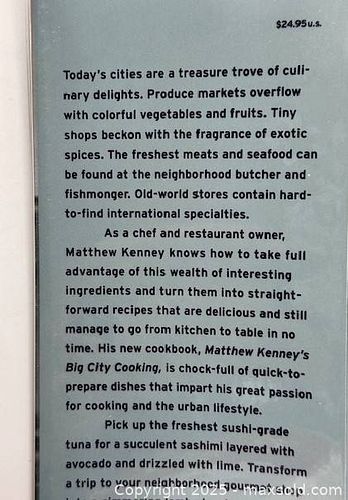 $24.95 u.s.
Today's cities are a treasure trove of culi-
nary delights. Produce markets overflow
with colorful vegetables and fruits. Tiny
shops beckon with the fragrance of exotic
spices. The freshest meats and seafood can
be found at the neighborhood butcher and
fishmonger. Old-world stores contain hard-
to-find international specialties.
As a chef and restaurant owner,
Matthew Kenney knows how to take full
advantage of this wealth of interesting
ingredients and turn them into straight-
forward recipes that are delicious and still
manage to go from kitchen to table in no
time. His new cookbook, Matthew Kenney's
Big City Cooking, is chock-full of quick-to-
prepare dishes that impart his great passion
for cooking and the urban lifestyle.
Pick up the freshest sushi-grade
tuna for a succulent sashimi layered with
avocado and drizzled with lime. Transform
a trip to your neighborhood gourmet shop
Copyright © 2025 - maxsold.com